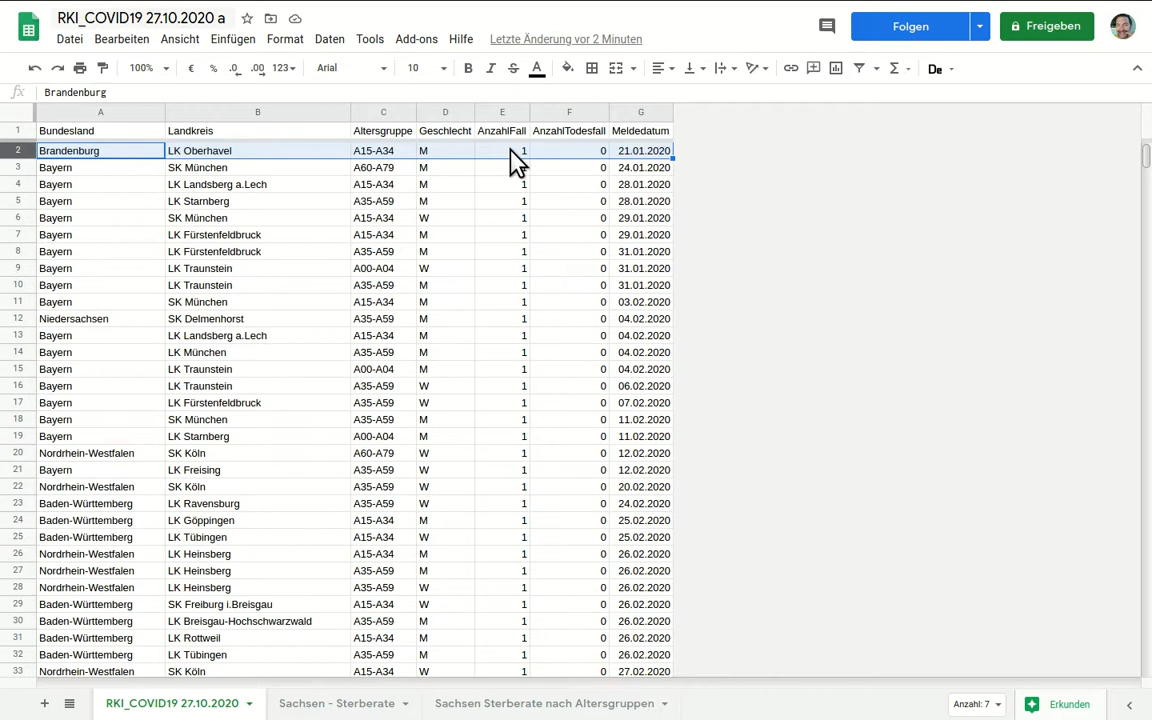 RKI_COVID19 27.10.2020 a
Datei Bearbeiten Ansicht Einfügen Format Daten Tools Add-ons Hilfe Letzte Änderung vor 2 Minuten
Folgen Freigeben
100% € % .0 .00 123 Arial 10 B I S A Σ De
fx Brandenburg
A B C D E F G
1 Bundesland Landkreis Altersgruppe Geschlecht AnzahlFall AnzahlTodesfall Meldedatum
2 Brandenburg LK Oberhavel A15-A34 M 1 0 21.01.2020
3 Bayern SK München A60-A79 M 0 24.01.2020
4 Bayern LK Landsberg a.Lech A15-A34 M 1 0 28.01.2020
5 Bayern LK Starnberg A35-A59 M 1 0 28.01.2020
6 Bayern SK München A15-A34 W 1 0 29.01.2020
7 Bayern LK Fürstenfeldbruck A15-A34 M 1 0 29.01.2020
8 Bayern LK Fürstenfeldbruck A35-A59 M 1 0 31.01.2020
9 Bayern LK Traunstein A00-A04 W 1 0 31.01.2020
10 Bayern LK Traunstein A35-A59 M 1 0 31.01.2020
11 Bayern SK München A15-A34 M 1 0 03.02.2020
12 Niedersachsen SK Delmenhorst A35-A59 M 1 0 04.02.2020
13 Bayern LK Landsberg a.Lech A15-A34 M 1 0 04.02.2020
14 Bayern LK München A35-A59 M 1 0 04.02.2020
15 Bayern LK Traunstein A00-A04 M 1 0 04.02.2020
16 Bayern LK Traunstein A35-A59 W 1 0 06.02.2020
17 Bayern LK Fürstenfeldbruck A35-A59 W 1 0 07.02.2020
18 Bayern SK München A35-A59 M 1 0 11.02.2020
19 Bayern LK Starnberg A00-A04 M 1 0 11.02.2020
20 Nordrhein-Westfalen SK Köln A60-A79 W 1 0 12.02.2020
21 Bayern LK Freising A35-A59 W 1 0 12.02.2020
22 Nordrhein-Westfalen SK Köln A35-A59 W 1 0 20.02.2020
23 Baden-Württemberg LK Ravensburg A35-A59 W 1 0 24.02.2020
24 Baden-Württemberg LK Göppingen A15-A34 M 1 0 25.02.2020
25 Baden-Württemberg LK Tübingen A15-A34 W 1 0 25.02.2020
26 Nordrhein-Westfalen LK Heinsberg A15-A34 M 1 0 26.02.2020
27 Nordrhein-Westfalen LK Heinsberg A35-A59 M 1 0 26.02.2020
28 Nordrhein-Westfalen LK Heinsberg A35-A59 W 1 0 26.02.2020
29 Baden-Württemberg SK Freiburg i.Breisgau A15-A34 W 1 0 26.02.2020
30 Baden-Württemberg LK Breisgau-Hochschwarzwald A35-A59 M 1 0 26.02.2020
31 Baden-Württemberg LK Rottweil A15-A34 M 1 0 26.02.2020
32 Baden-Württemberg LK Tübingen A35-A59 M 1 0 26.02.2020
33 Nordrhein-Westfalen SK Köln A15-A34 W 1 0 27.02.2020
RKI_COVID19 27.10.2020 Sachsen - Sterberate Sachsen Sterberate nach Altersgruppen Anzahl: 7 Erkunden